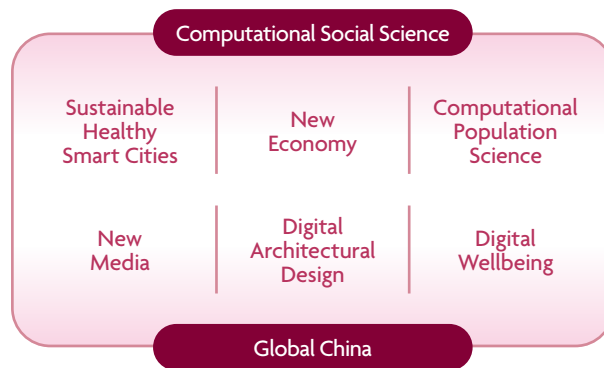 Computational Social Science
Sustainable
Healthy
Smart Cities
New
Economy
Computational
Population
Science
New
Media
Digital
Architectural
Design
Digital
Wellbeing
Global China